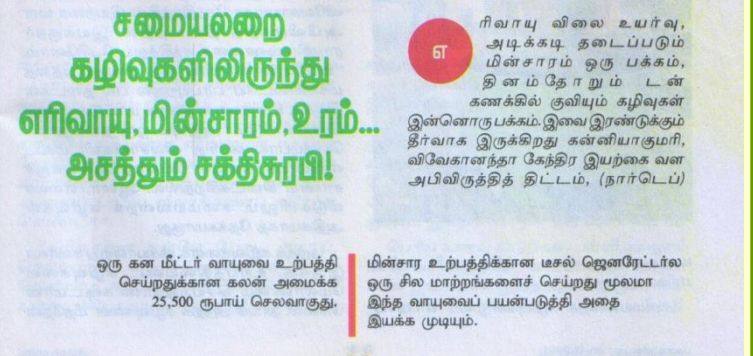 சமையலறை
கழிவுகளிலிருந்து
எரிவாயு, மின்சாரம், உரம்...
அசத்தும் சக்திசுரபி!
எ
ரிவாயு விலை உயர்வு,
அடிக்கடி தடைப்படும்
மின்சாரம் ஒரு பக்கம்,
தினம்தோறும் டன்
கணக்கில் குவியும் கழிவுகள்
இன்னொருபக்கம்.இவை இரண்டுக்கும்
தீர்வாக இருக்கிறது கன்னியாகுமரி,
விவேகானந்தா கேந்திர இயற்கை வள
அபிவிருத்தித் திட்டம், (நார்டெப்)
ஒரு கன மீட்டர் வாயுவை உற்பத்தி
செய்றதுக்கான கலன் அமைக்க
25,500 ரூபாய் செலவாகுது.
மின்சார உற்பத்திக்கான டீசல் ஜெனரேட்டர்ல
ஒரு சில மாற்றங்களைச் செய்றது மூலமா
இந்த வாயுவைப் பயன்படுத்தி அதை
இயக்க முடியும்.